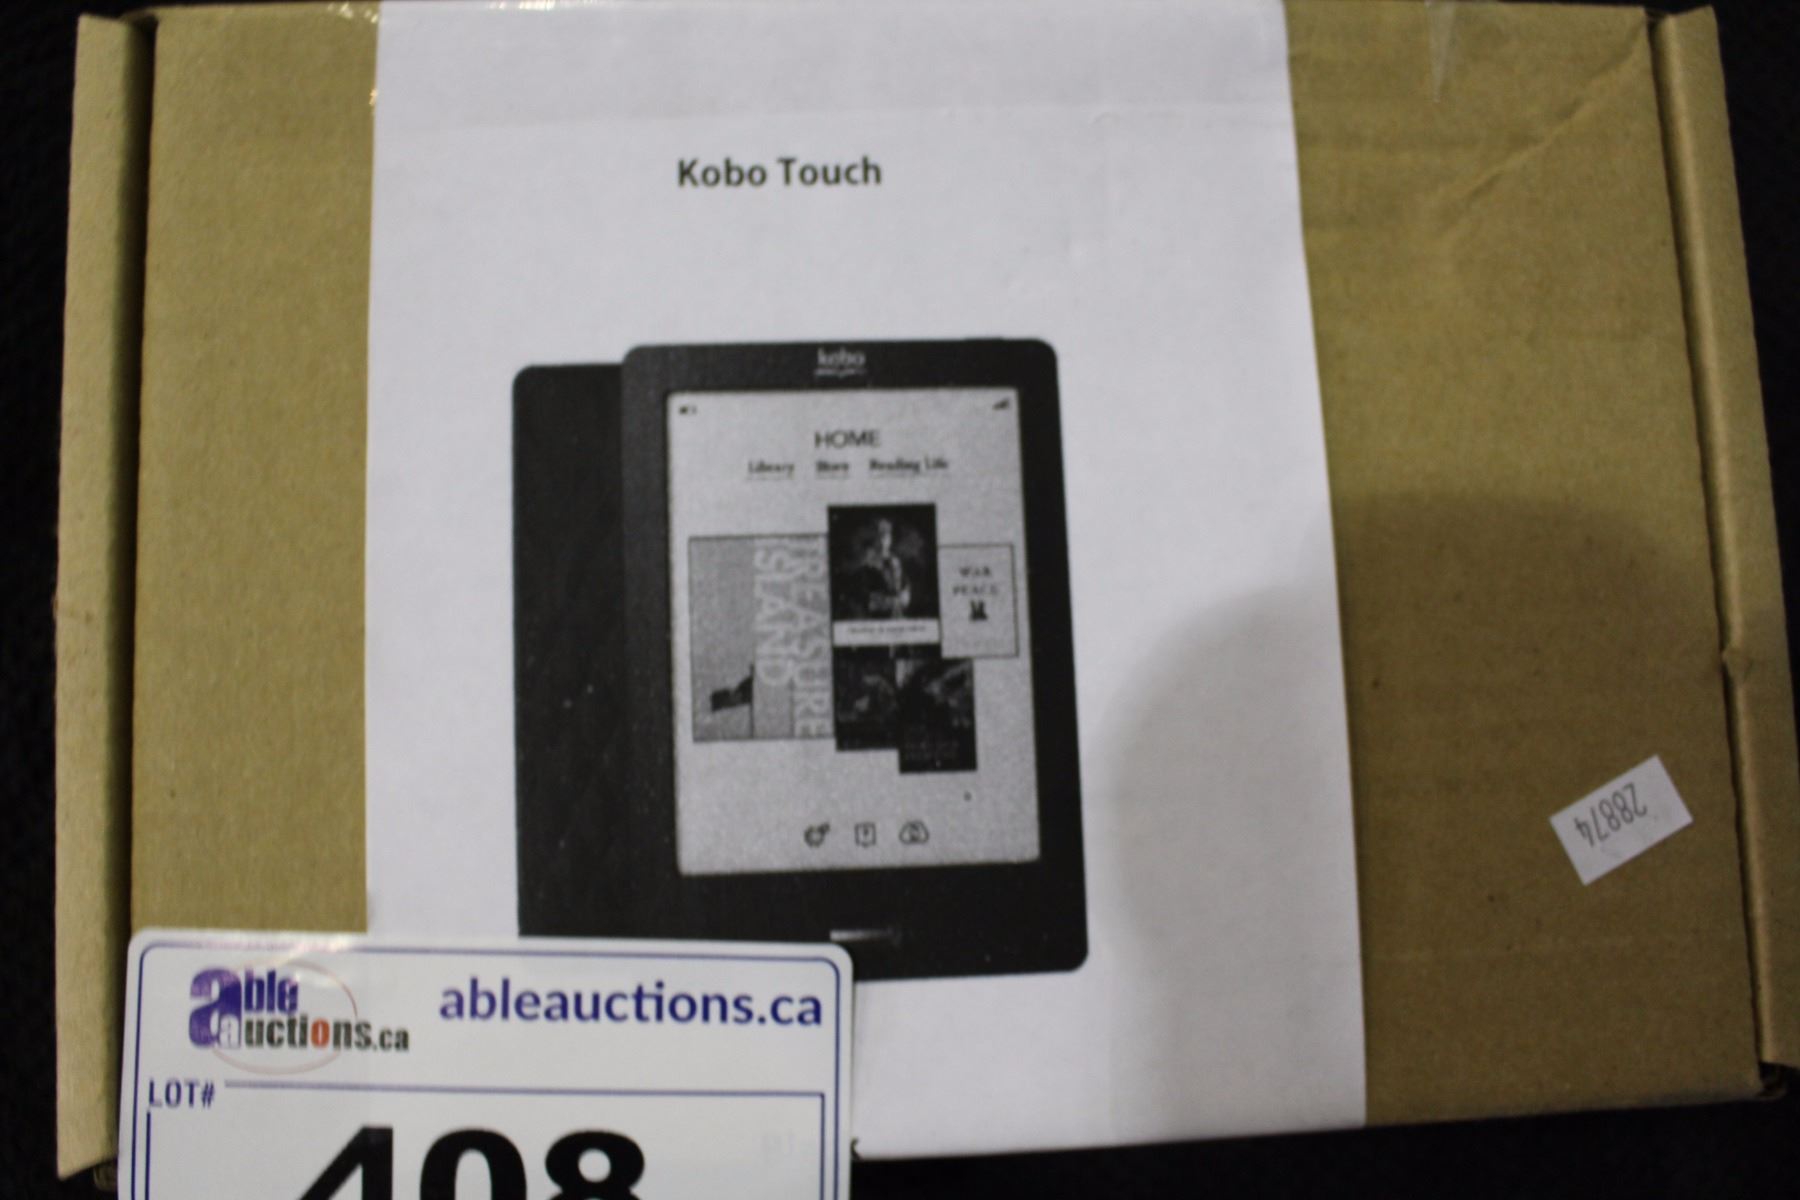 Kobo Touch
kobo
HOME
Library Store Reading Life
TREASURE
ISLAND
WAR
PEACE
28874
able
auctions.ca
ableauctions.ca
LOT#
408